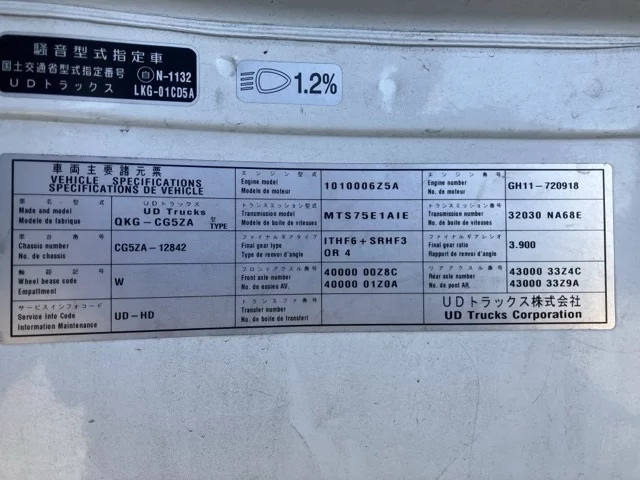 騒音型式指定車
国土交通省型式指定番号 自 N-1132
UDトラックス LKG-01CD5A
1.2%
車両主要諸元票
VEHICLE SPECIFICATIONS
SPECIFICATIONS DE VEHICLE
車名・型式 UDトラックス
Made and model UD Trucks
Modele de fabrique QKG-CG5ZA 型 TYPE
車台番号
Chassis number CG5ZA-12842
No. de chassis
軸距記号
Wheel bease code W
Empattment
サービスインフォコード
Service info Code UD-HD
Information Maintenance
エンジン型式
Engine model 1010006Z5A
Modele de moteur
トランスミッション型式
Transmission model MTS75E1AIE
Modele de boite de vitesses
ファイナルギアタイプ
Final gear type ITHF6+SRHF3
Type de renvoi d'angle OR 4
フロントアクスル番号
Front axle number 40000 00Z8C
No. de essieu AV. 40000 01Z0A
トランスファ番号
Transfer number
No. de boite de transfert
エンジン番号
Engine number GH11-720918
No. de moteur
トランスミッション番号
Transmission number 32030 NA68E
No. de boite de vitesses
ファイナルギアレシオ
Final gear ratio 3.900
Rapport de renvoi d'angle
リアアクスル番号
Rear axle number 43000 33Z4C
No. de pont AR. 43000 33Z9A
UDトラックス株式会社
UD Trucks Corporation